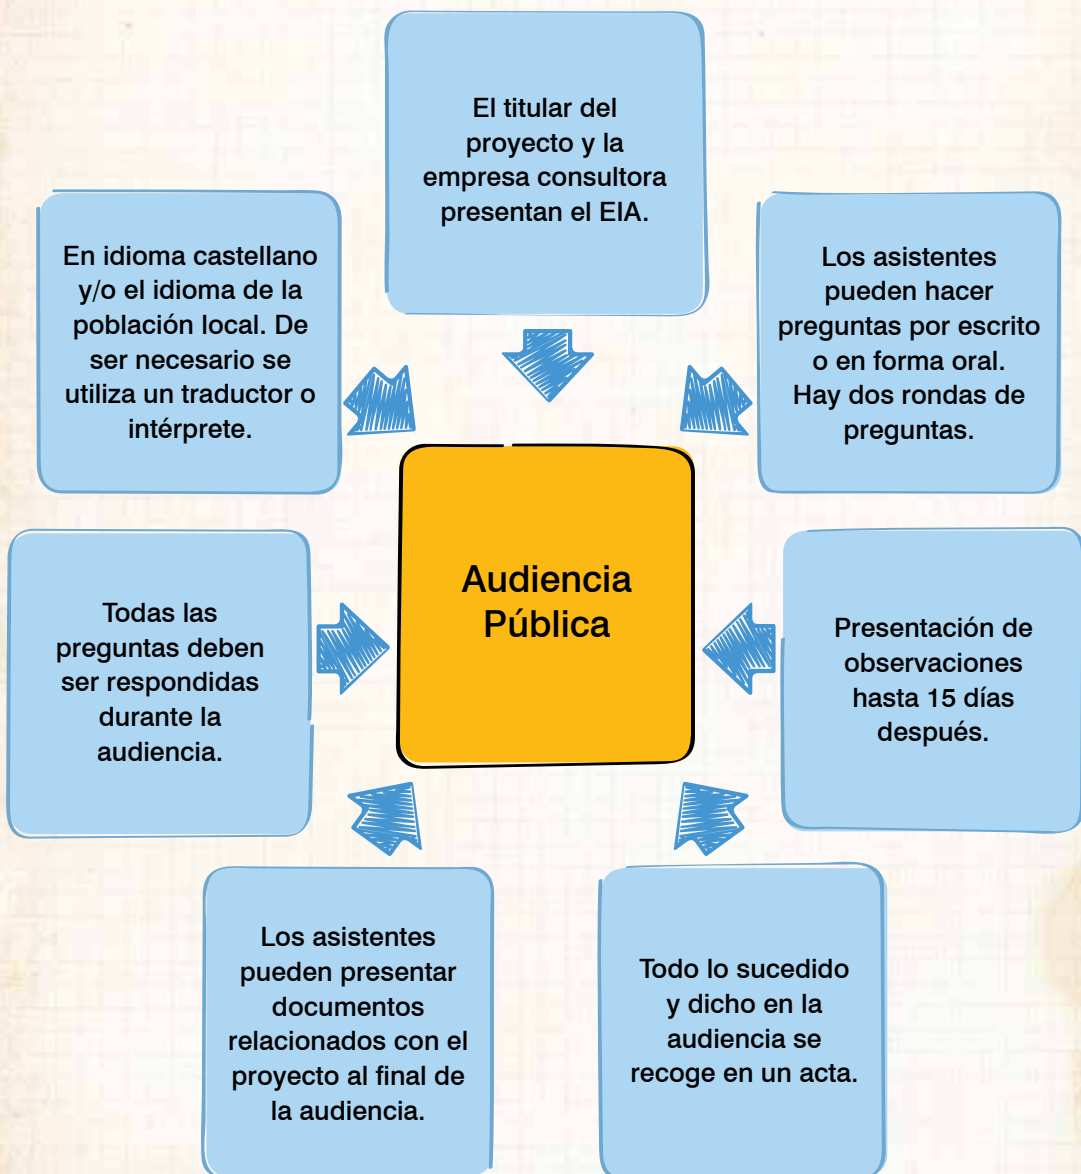 El titular del
proyecto y la
empresa consultora
presentan el EIA.
En idioma castellano
y/o el idioma de la
población local. De
ser necesario se
utiliza un traductor o
intérprete.
Los asistentes
pueden hacer
preguntas por escrito
o en forma oral.
Hay dos rondas de
preguntas.
Audiencia
Pública
Todas las
preguntas deben
ser respondidas
durante la
audiencia.
Presentación de
observaciones
hasta 15 días
después.
Los asistentes
pueden presentar
documentos
relacionados con el
proyecto al final de
la audiencia.
Todo lo sucedido
y dicho en la
audiencia se
recoge en un acta.